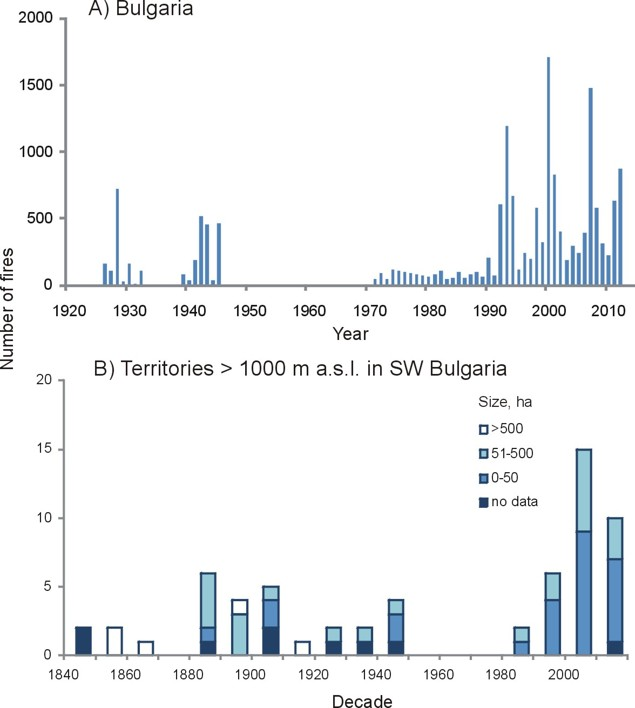 A) Bulgaria
2000
1500
1000
500
0
1920 1930 1940 1950 1960 1970 1980 1990 2000 2010
Year
Number of fires
B) Territories > 1000 m a.s.l. in SW Bulgaria
20
15
10
5
0
Size, ha
>500
51-500
0-50
no data
1840 1860 1880 1900 1920 1940 1960 1980 2000
Decade